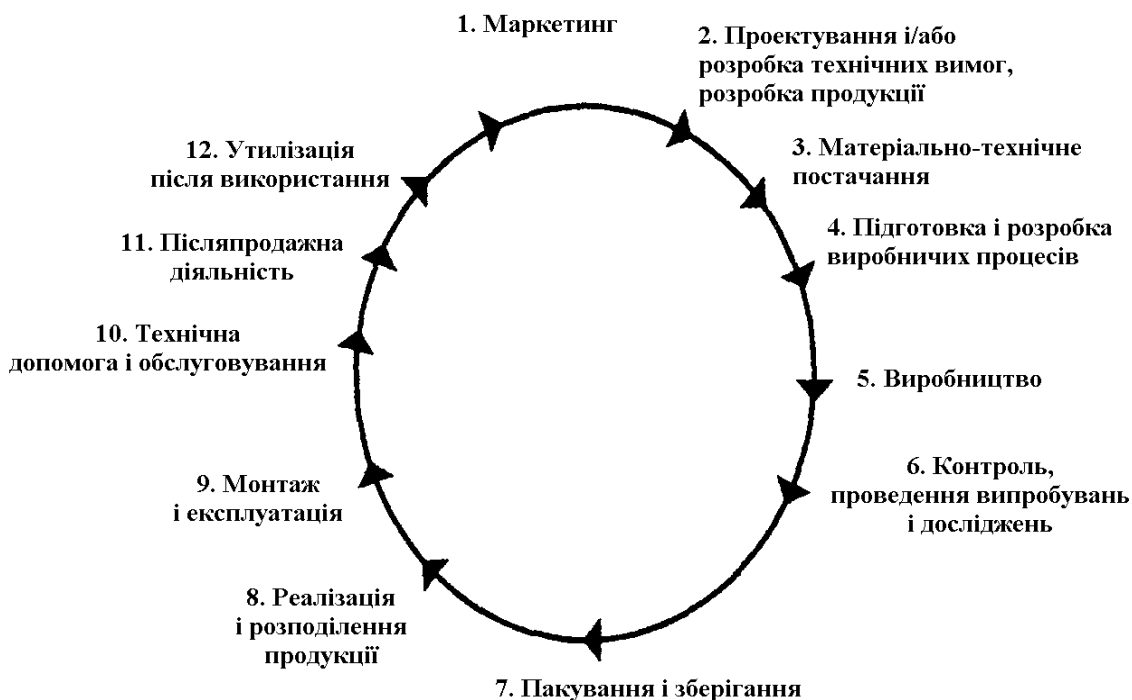 1. Маркетинг
2. Проектування і/або
розробка технічних вимог,
розробка продукції
3. Матеріально-технічне
постачання
4. Підготовка і розробка
виробничих процесів
5. Виробництво
6. Контроль,
проведення випробувань
і досліджень
7. Пакування і зберігання
8. Реалізація
і розподілення
продукції
9. Монтаж
і експлуатація
10. Технічна
допомога і обслуговування
11. Післяпродажна
діяльність
12. Утилізація
після використання